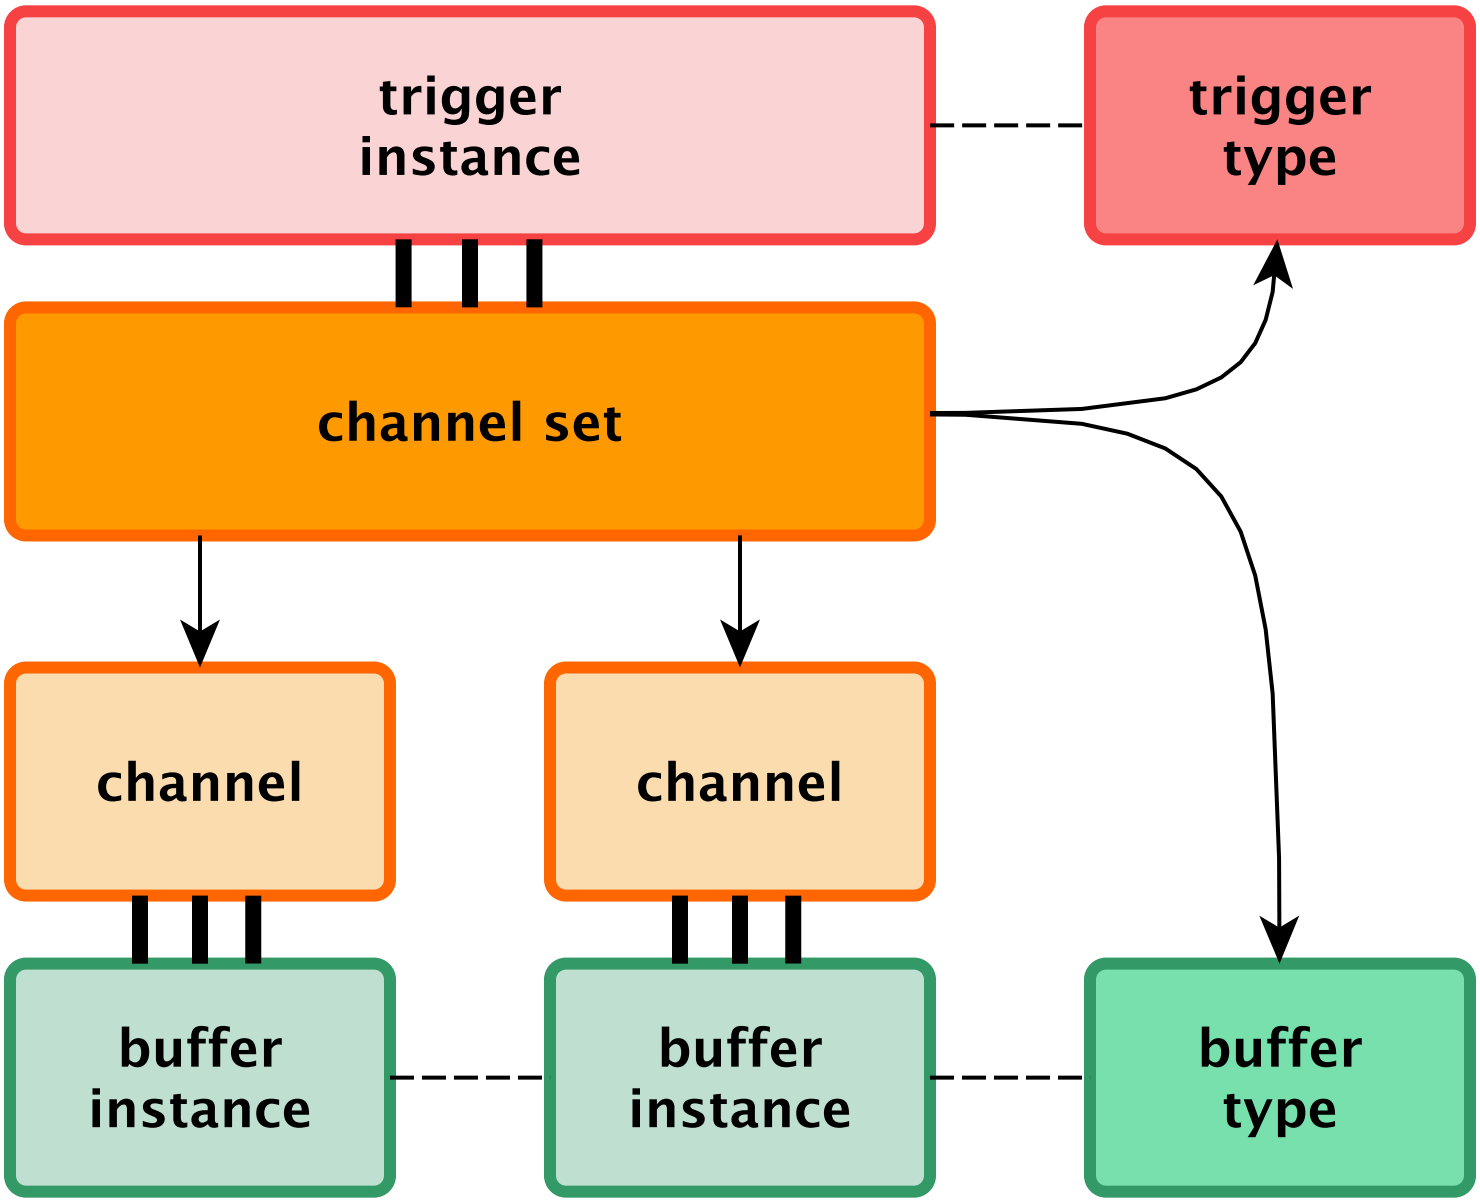 trigger
instance
trigger
type
channel set
channel
channel
buffer
instance
buffer
instance
buffer
type